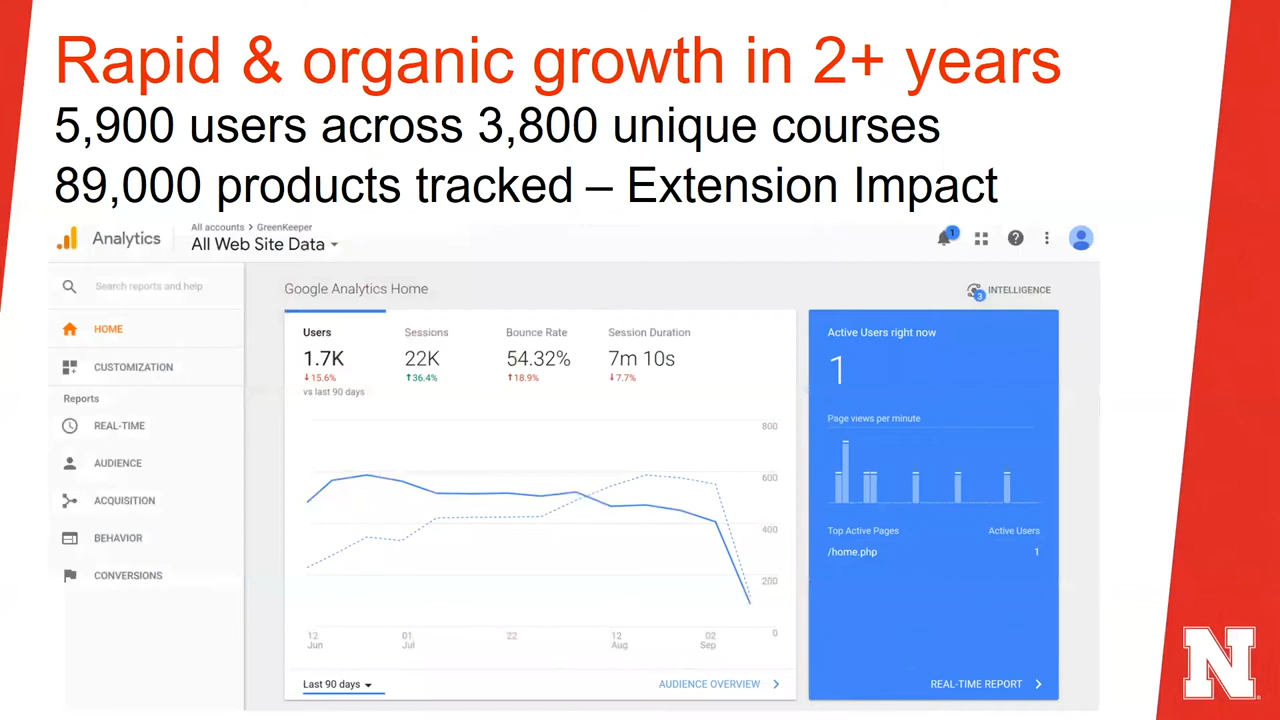 Rapid & organic growth in 2+ years
5,900 users across 3,800 unique courses
89,000 products tracked – Extension Impact
Analytics
All accounts > GreenKeeper
All Web Site Data
1
Search reports and help
HOME
CUSTOMIZATION
Reports
REAL-TIME
AUDIENCE
ACQUISITION
BEHAVIOR
CONVERSIONS
Google Analytics Home
3
INTELLIGENCE
Users Sessions Bounce Rate Session Duration
1.7K 22K 54.32% 7m 10s
↓15.6% ↑36.4% ↑18.9% ↓7.7%
vs last 90 days
800
600
400
200
0
12 01 22 12 02
Jun Jul Aug Sep
Last 90 days
AUDIENCE OVERVIEW >
Active Users right now
1
Page views per minute
Top Active Pages Active Users
/home.php 1
REAL-TIME REPORT >
N